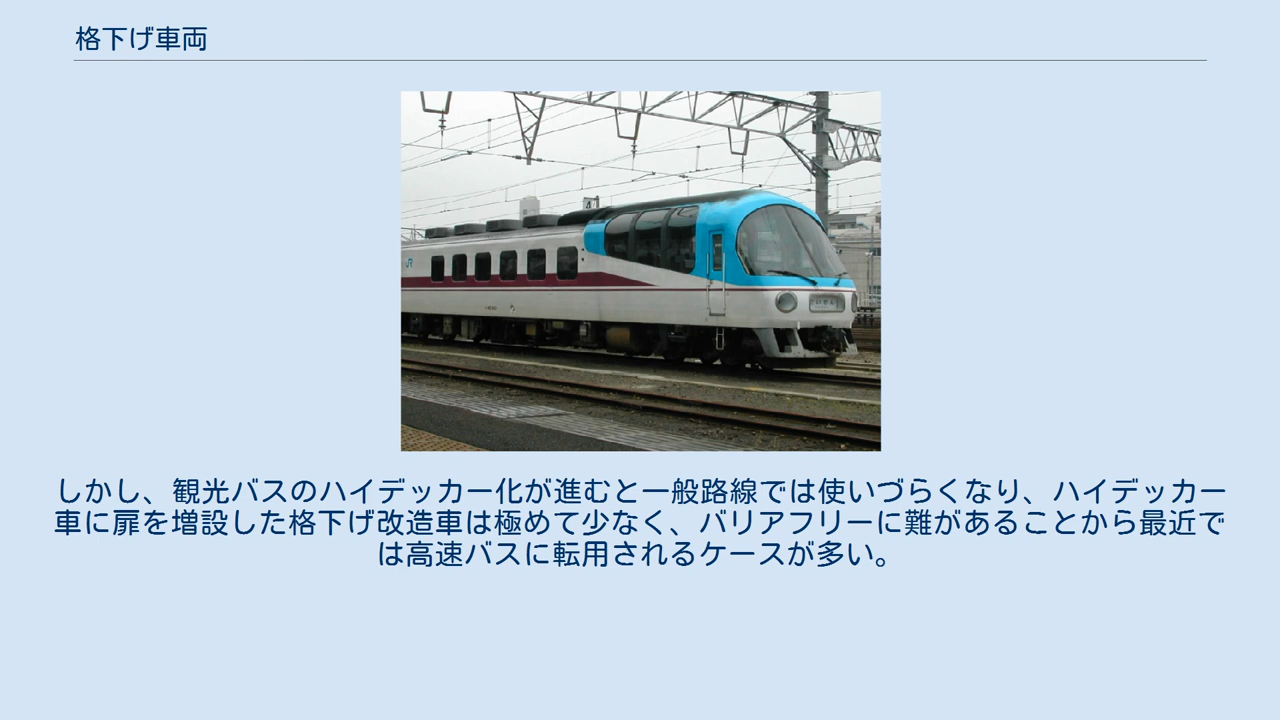 格下げ車両
JR
しかし、観光バスのハイデッカー化が進むと一般路線では使いづらくなり、ハイデッカー
車に扉を増設した格下げ改造車は極めて少なく、バリアフリーに難があることから最近で
は高速バスに転用されるケースが多い。